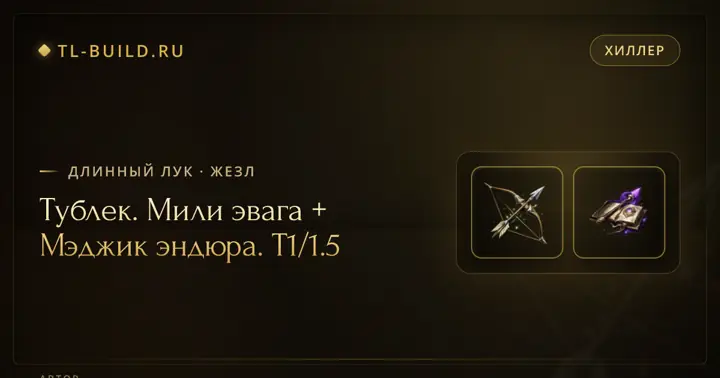 TL-BUILD.RU
ХИЛЛЕР
ДЛИННЫЙ ЛУК · ЖЕЗЛ
Тублек. Мили эвага +
Мэджик эндюра. Т1/1.5